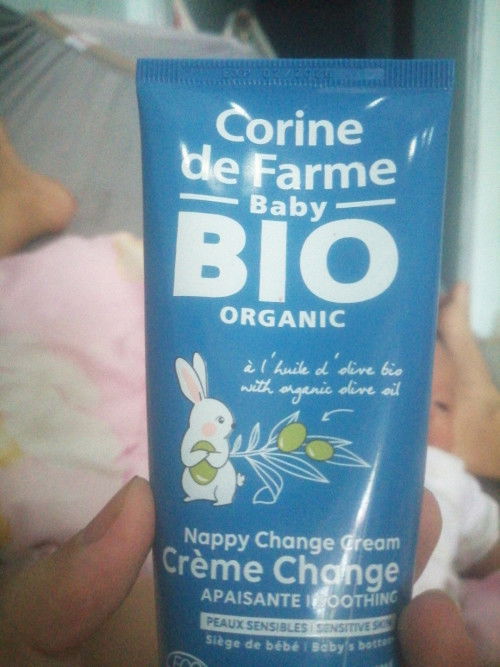 Corine
de Farme
Baby
BIO
ORGANIC
à l'huile d'olive bio
with organic olive oil
Nappy Change Cream
Crème Change
APAISANTE | SOOTHING
PEAUX SENSIBLES | SENSITIVE SKIN
Siège de bébé | Baby's bottom